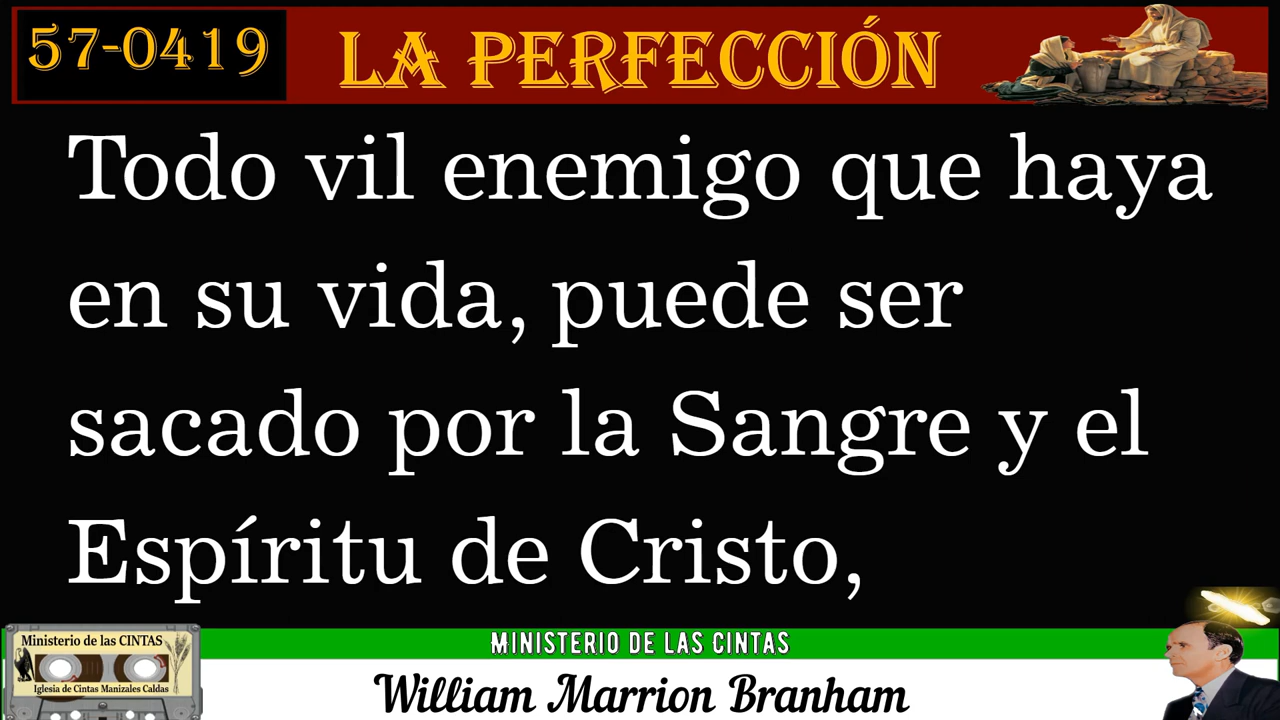 57-0419
LA PERFECCIÓN
Todo vil enemigo que haya
en su vida, puede ser
sacado por la Sangre y el
Espíritu de Cristo,
MINISTERIO DE LAS CINTAS
William Marrion Branham
Ministerio de las CINTAS
Iglesia de Cintas Manizales Caldas